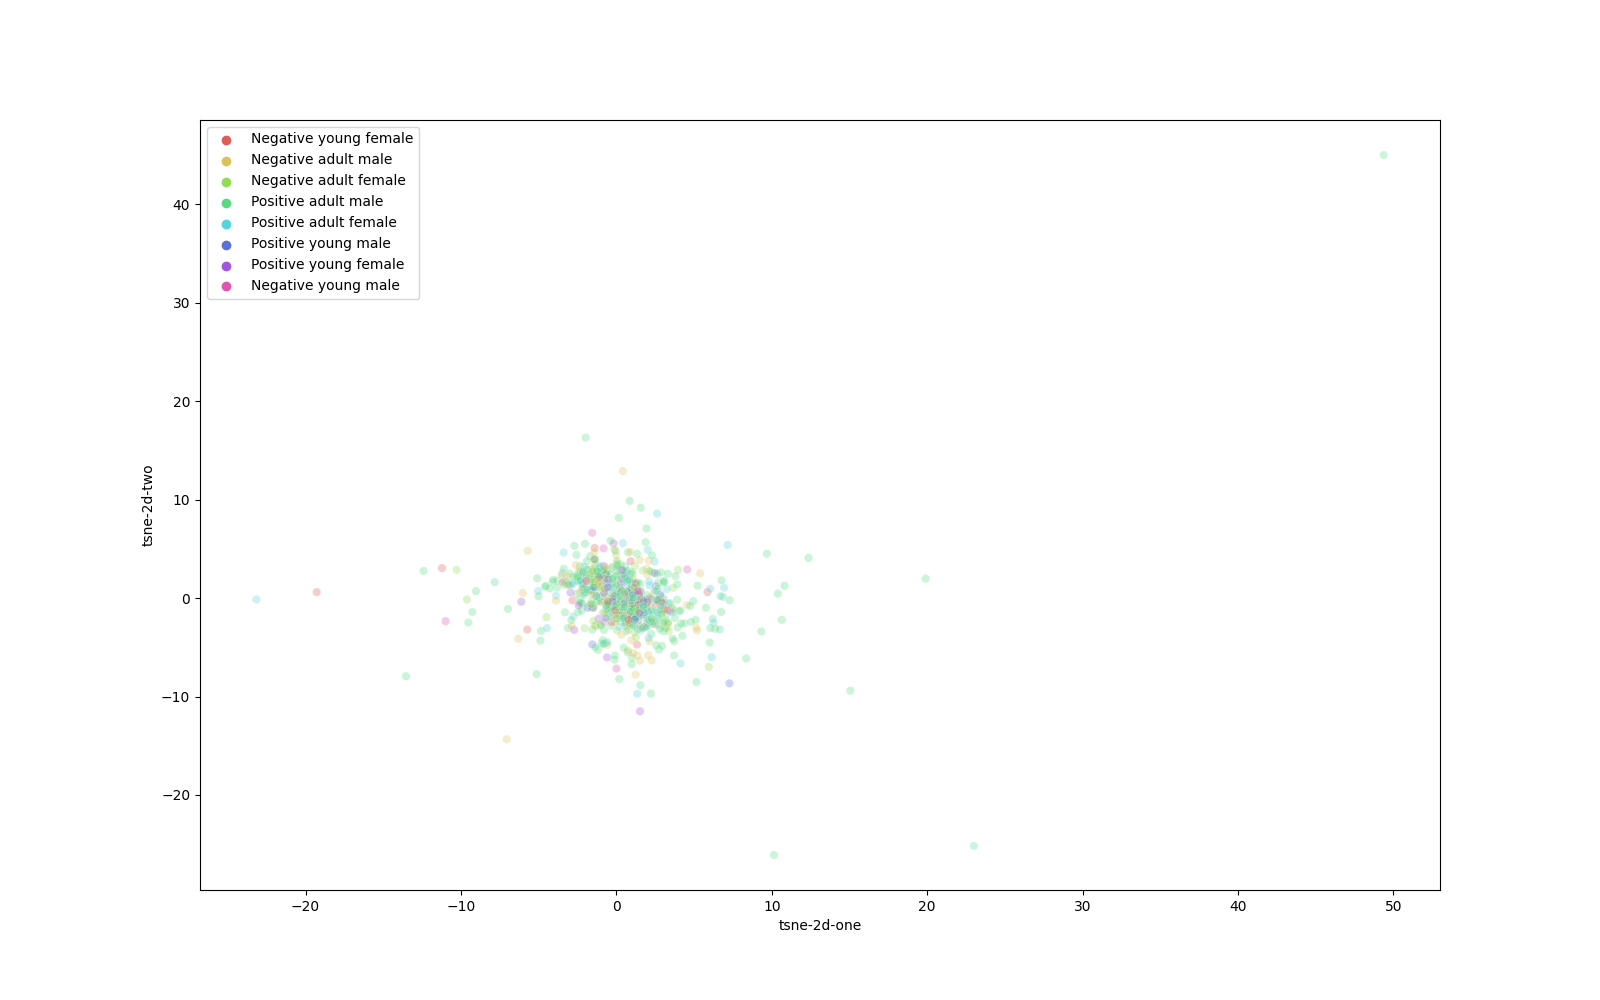 Negative young female
Negative adult male
Negative adult female
Positive adult male
Positive adult female
Positive young male
Positive young female
Negative young male
40
30
20
10
0
−10
−20
tsne-2d-two
−20 −10 0 10 20 30 40 50
tsne-2d-one